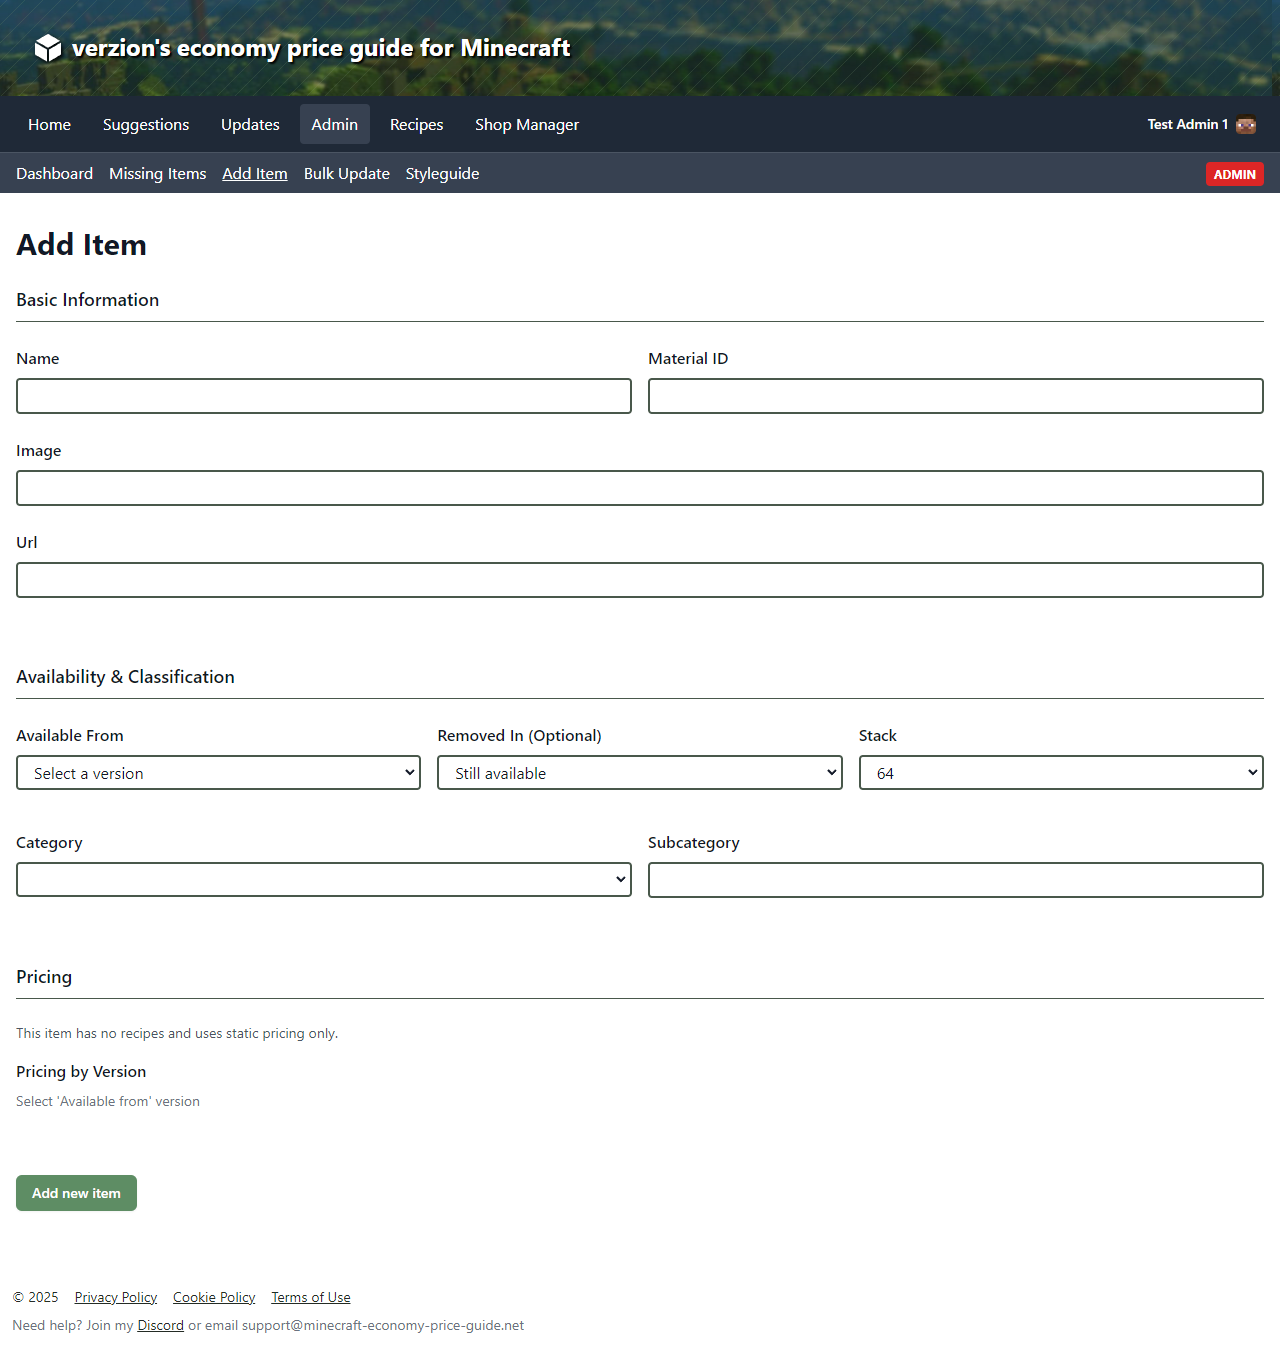 verzion's economy price guide for Minecraft
Home Suggestions Updates Admin Recipes Shop Manager Test Admin 1
Dashboard Missing Items Add Item Bulk Update Styleguide ADMIN
Add Item
Basic Information
Name Material ID
Image
Url
Availability & Classification
Available From Removed In (Optional) Stack
Select a version Still available 64
Category Subcategory
Pricing
This item has no recipes and uses static pricing only.
Pricing by Version
Select 'Available from' version
Add new item
© 2025 Privacy Policy Cookie Policy Terms of Use
Need help? Join my Discord or email support@minecraft-economy-price-guide.net